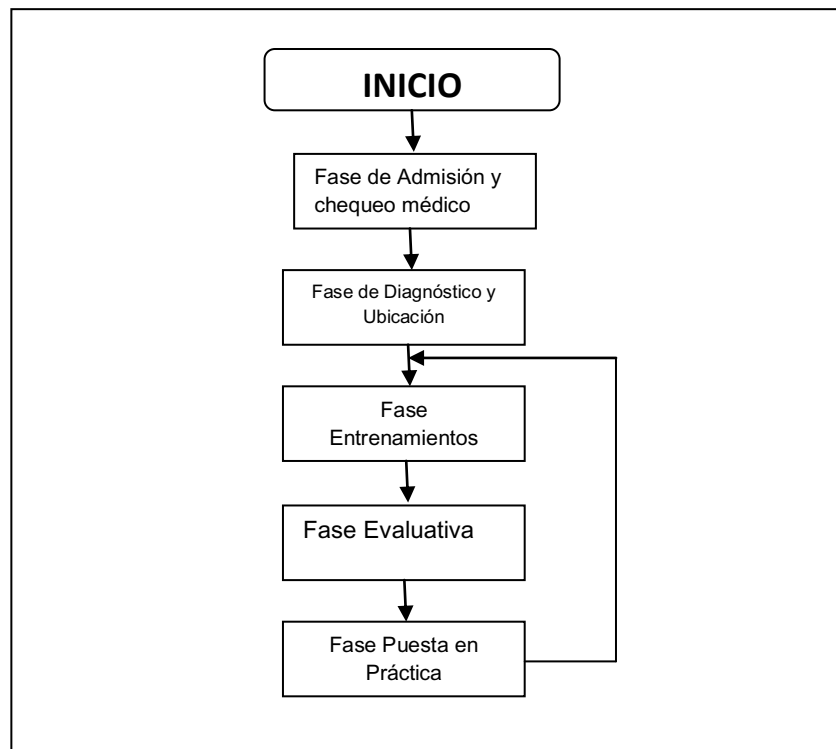 INICIO
Fase de Admisión y
chequeo médico
Fase de Diagnóstico y
Ubicación
Fase
Entrenamientos
Fase Evaluativa
Fase Puesta en
Práctica